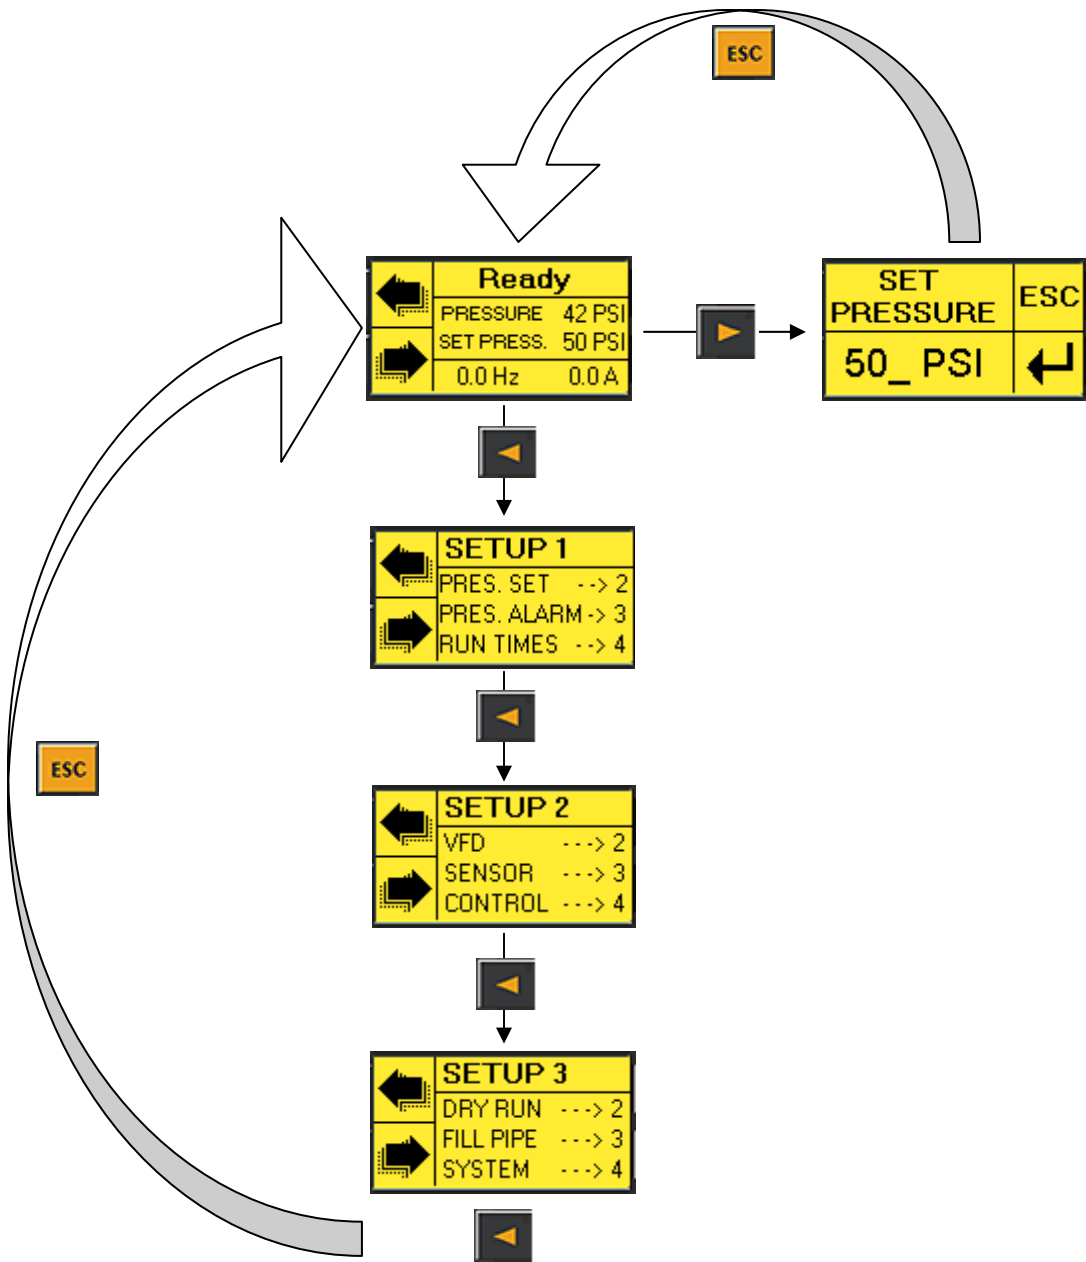 ESC
Ready
PRESSURE 42 PSI
SET PRESS. 50 PSI
0.0 Hz 0.0 A
SET
PRESSURE
ESC
50_ PSI
SETUP 1
PRES. SET --> 2
PRES. ALARM -> 3
RUN TIMES --> 4
ESC
SETUP 2
VFD ---> 2
SENSOR ---> 3
CONTROL ---> 4
SETUP 3
DRY RUN ---> 2
FILL PIPE ---> 3
SYSTEM ---> 4